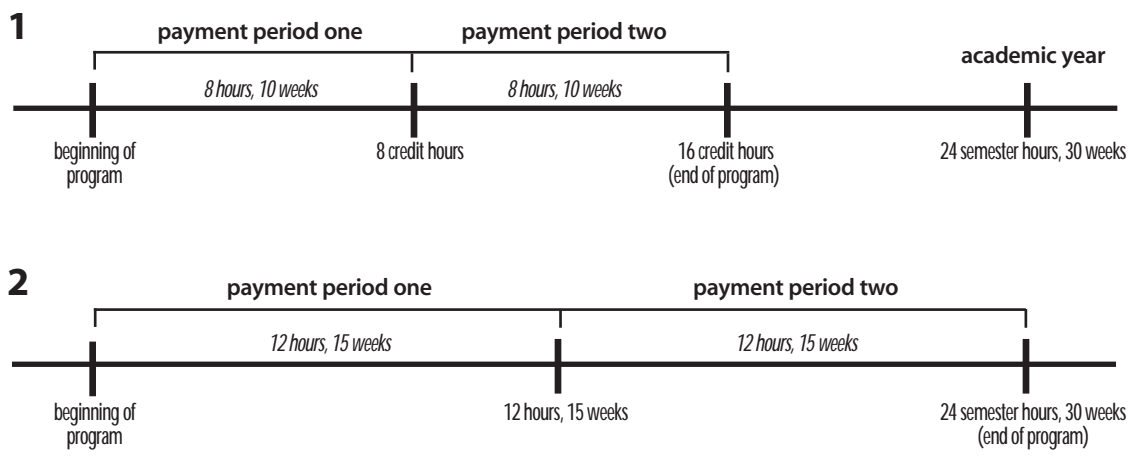 1
payment period one
payment period two
academic year
8 hours, 10 weeks
8 hours, 10 weeks
beginning of
program
8 credit hours
16 credit hours
(end of program)
24 semester hours, 30 weeks
2
payment period one
payment period two
12 hours, 15 weeks
12 hours, 15 weeks
beginning of
program
12 hours, 15 weeks
24 semester hours, 30 weeks
(end of program)